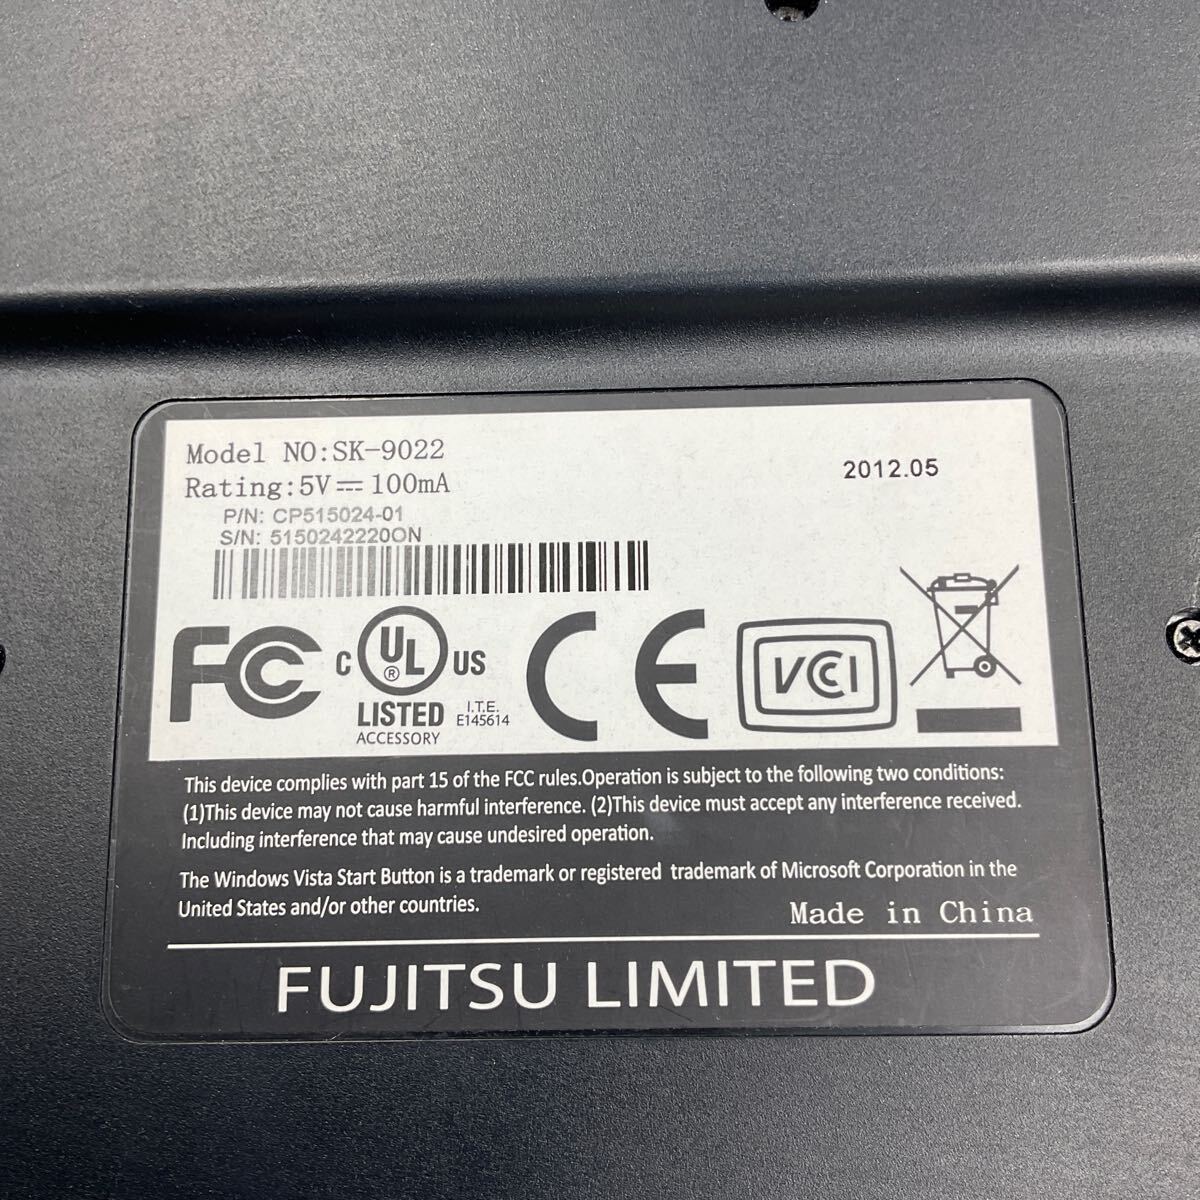 Model NO:SK-9022
Rating:5V⎓100mA
2012.05
P/N: CP515024-01
S/N: 5150242220ON
FC
C UL ® US
LISTED I.T.E.
ACCESSORY E145614
CE
VCCI
This device complies with part 15 of the FCC rules.Operation is subject to the following two conditions:
(1)This device may not cause harmful interference. (2)This device must accept any interference received.
Including interference that may cause undesired operation.
The Windows Vista Start Button is a trademark or registered trademark of Microsoft Corporation in the
United States and/or other countries.
Made in China
FUJITSU LIMITED